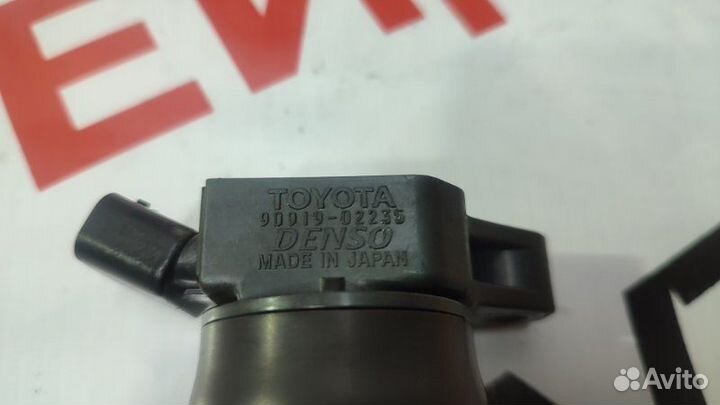 TOYOTA
90919-02235
DENSO
MADE IN JAPAN
Avito